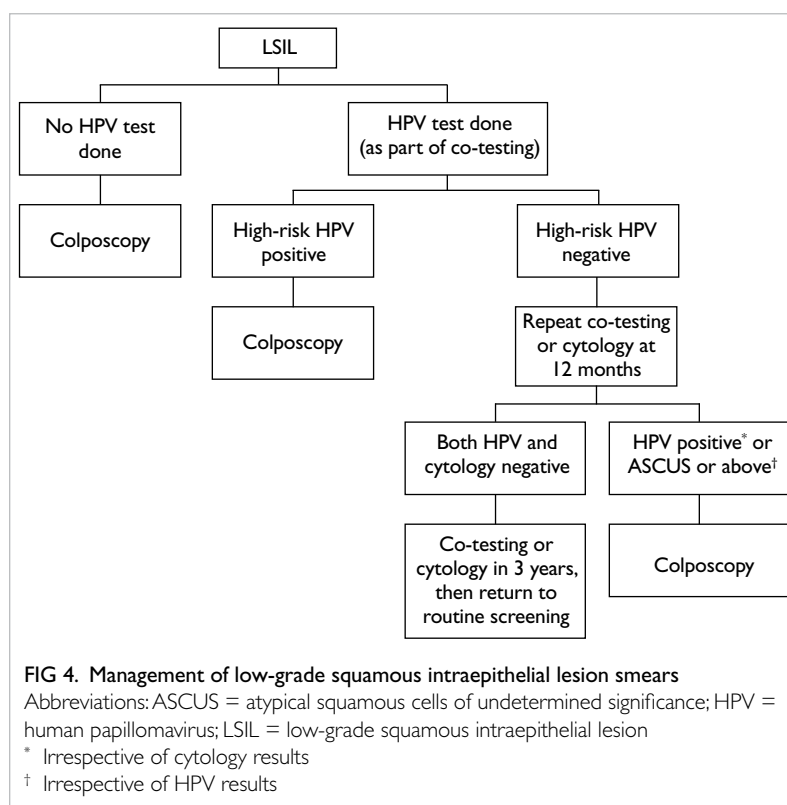 LSIL
No HPV test
done
HPV test done
(as part of co-testing)
Colposcopy
High-risk HPV
positive
High-risk HPV
negative
Colposcopy
Repeat co-testing
or cytology at
12 months
Both HPV and
cytology negative
HPV positive* or
ASCUS or above†
Co-testing or
cytology in 3 years,
then return to
routine screening
Colposcopy
FIG 4. Management of low-grade squamous intraepithelial lesion smears
Abbreviations: ASCUS = atypical squamous cells of undetermined significance; HPV =
human papillomavirus; LSIL = low-grade squamous intraepithelial lesion
* Irrespective of cytology results
† Irrespective of HPV results